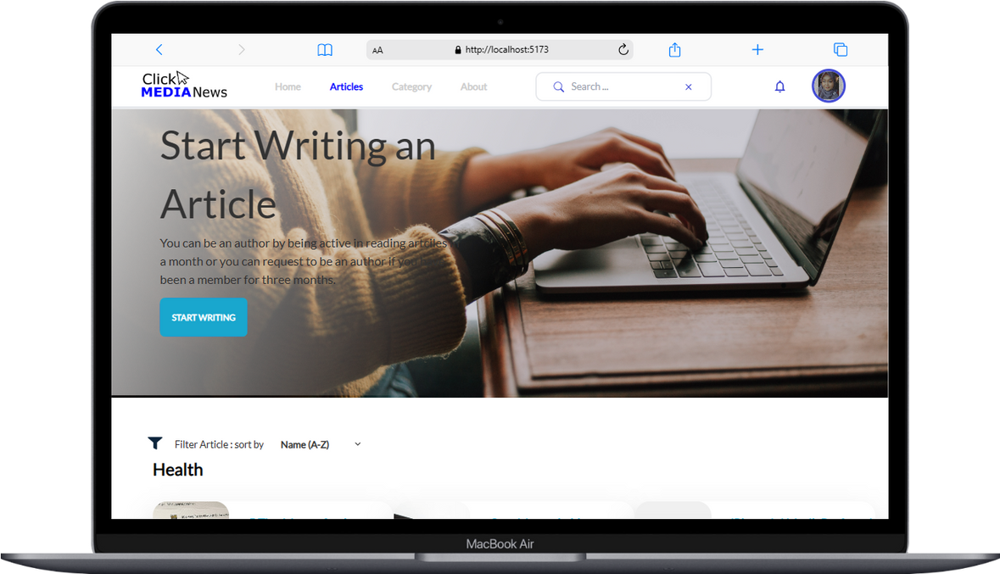 AA http://localhost:5173
Click
MEDIA News
Home Articles Category About Search ...
Start Writing an
Article
You can be an author by being active in reading articles
a month or you can request to be an author if you
been a member for three months.
START WRITING
Filter Article : sort by Name (A-Z)
Health
MacBook Air